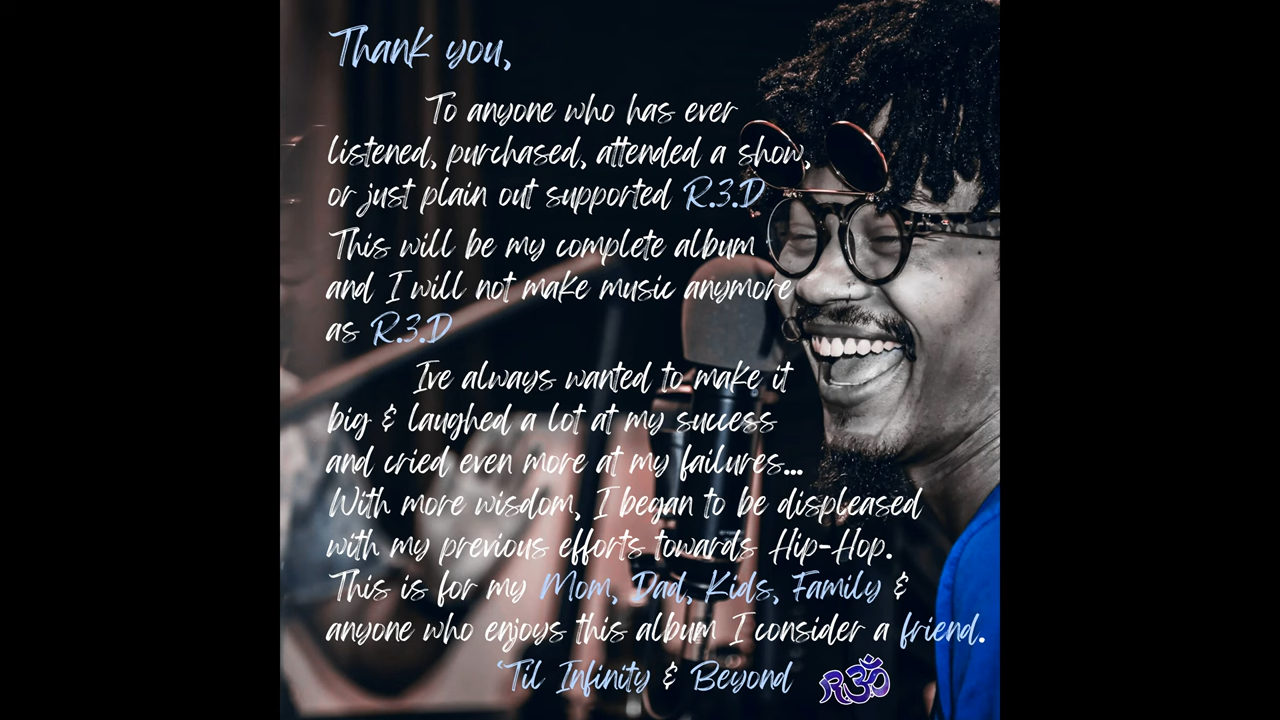 Thank you,
To anyone who has ever
listened, purchased, attended a show,
or just plain out supported R.3.D
This will be my complete album
and I will not make music anymore
as R.3.D
Ive always wanted to make it
big & laughed a lot at my success
and cried even more at my failures...
With more wisdom, I began to be displeased
with my previous efforts towards Hip-Hop.
This is for my Mom, Dad, Kids, Family &
anyone who enjoys this album I consider a friend.
'Til Infinity & Beyond